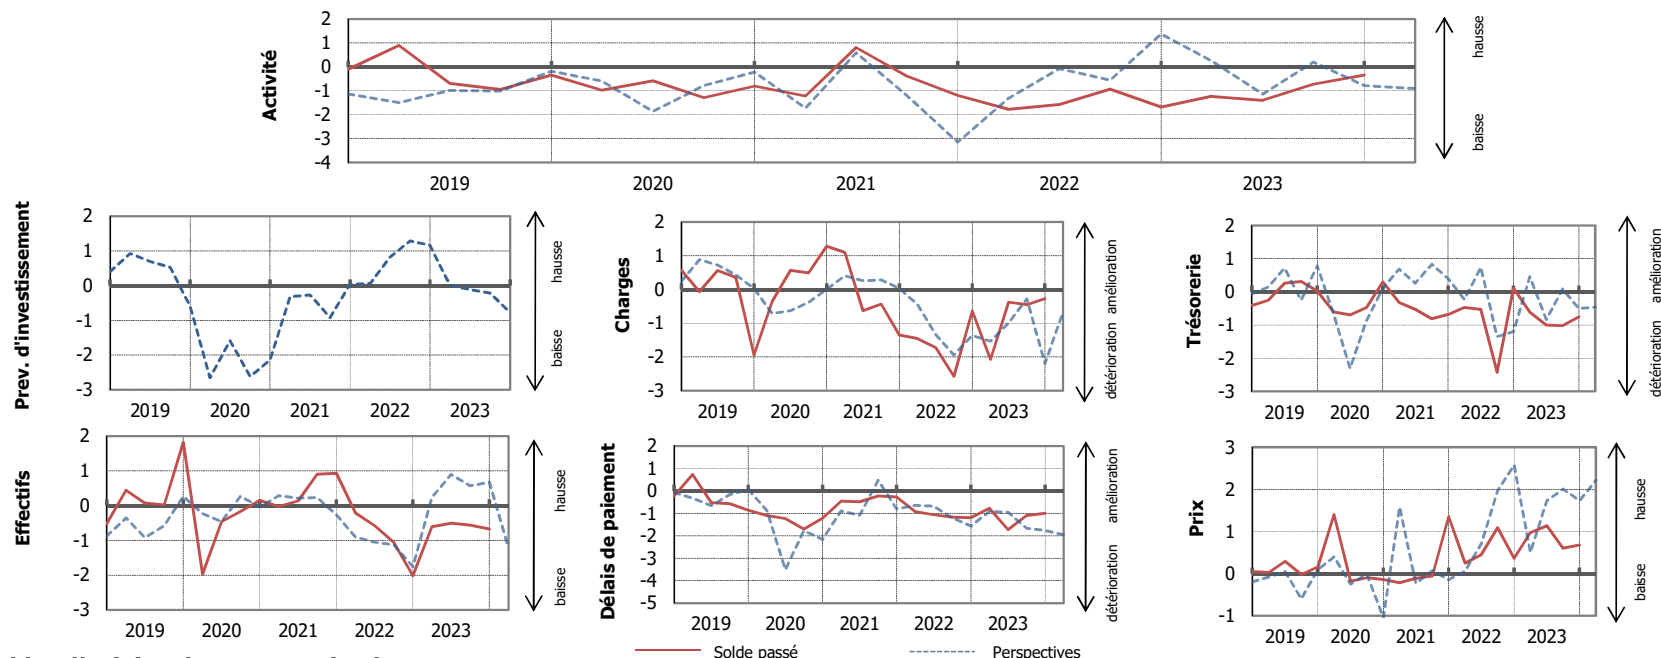 2
1
0
-1
-2
-3
-4
Activité
hausse
baisse
2019 2020 2021 2022 2023
2
1
0
-1
-2
-3
Prev. d'investissement
hausse
baisse
2019 2020 2021 2022 2023
2
1
0
-1
-2
-3
Charges
amélioration
détérioration
2019 2020 2021 2022 2023
2
1
0
-1
-2
-3
Trésorerie
amélioration
détérioration
2019 2020 2021 2022 2023
2
1
0
-1
-2
-3
Effectifs
hausse
baisse
2019 2020 2021 2022 2023
2
1
0
-1
-2
-3
-4
-5
Délais de paiement
amélioration
détérioration
2019 2020 2021 2022 2023
3
2
1
0
-1
Prix
hausse
baisse
2019 2020 2021 2022 2023
Solde passé Perspectives